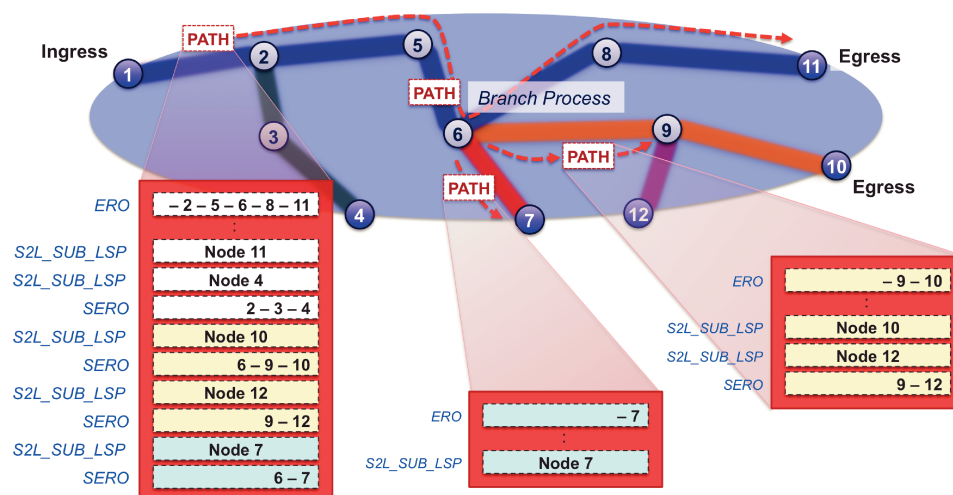 PATH
Ingress
1
2
5
8
11
Egress
PATH
Branch Process
6
9
10
Egress
3
PATH
PATH
4
7
12
ERO – 2 – 5 – 6 – 8 – 11
:
S2L_SUB_LSP Node 11
S2L_SUB_LSP Node 4
SERO 2 – 3 – 4
S2L_SUB_LSP Node 10
SERO 6 – 9 – 10
S2L_SUB_LSP Node 12
SERO 9 – 12
S2L_SUB_LSP Node 7
SERO 6 – 7
ERO – 7
:
S2L_SUB_LSP Node 7
ERO – 9 – 10
:
S2L_SUB_LSP Node 10
S2L_SUB_LSP Node 12
SERO 9 – 12